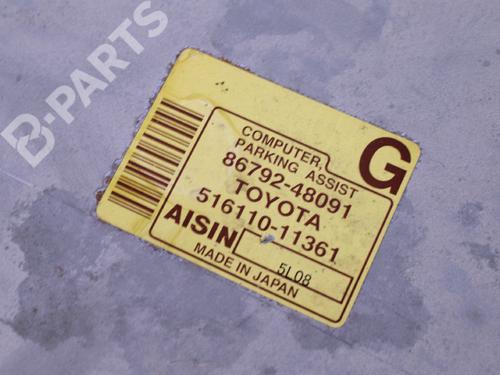 B-PARTS
COMPUTER,
PARKING ASSIST
G
86792-48091
TOYOTA
516110-11361
AISIN
5L08
MADE IN JAPAN